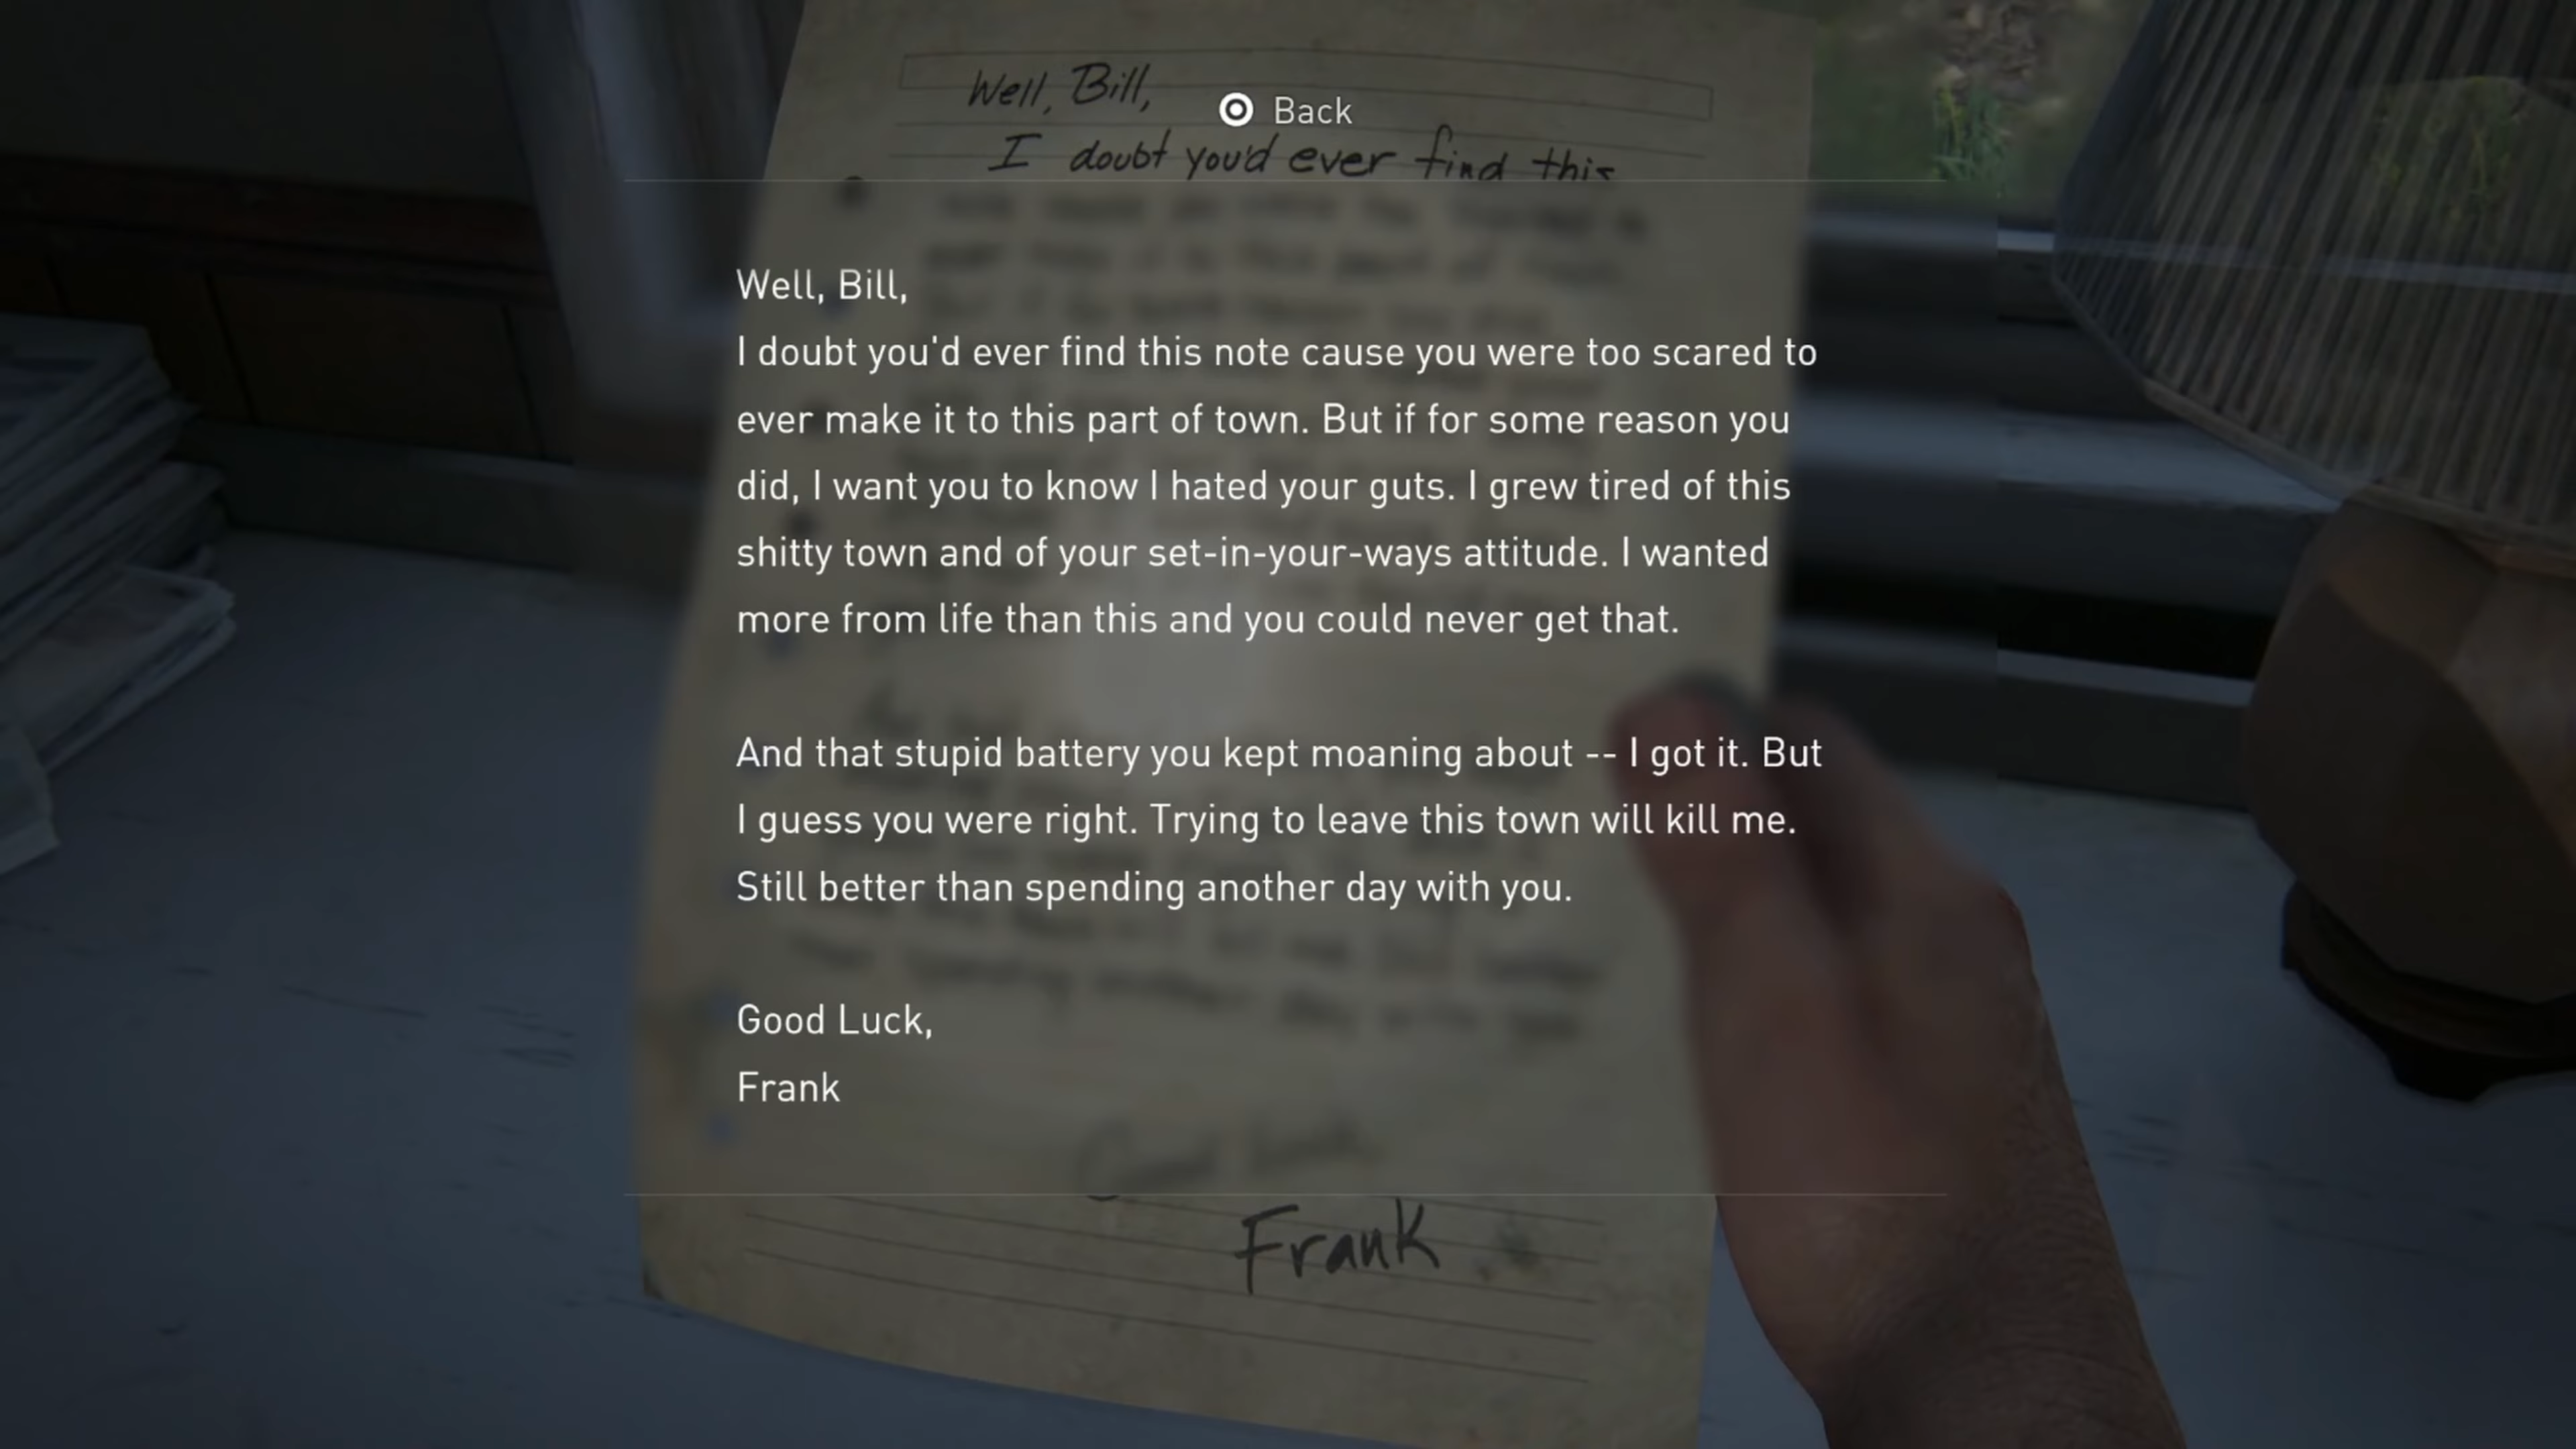 Well, Bill,
Back
I doubt you'd ever find this
Well, Bill,
I doubt you'd ever find this note cause you were too scared to
ever make it to this part of town. But if for some reason you
did, I want you to know I hated your guts. I grew tired of this
shitty town and of your set-in-your-ways attitude. I wanted
more from life than this and you could never get that.
And that stupid battery you kept moaning about -- I got it. But
I guess you were right. Trying to leave this town will kill me.
Still better than spending another day with you.
Good Luck,
Frank
Frank